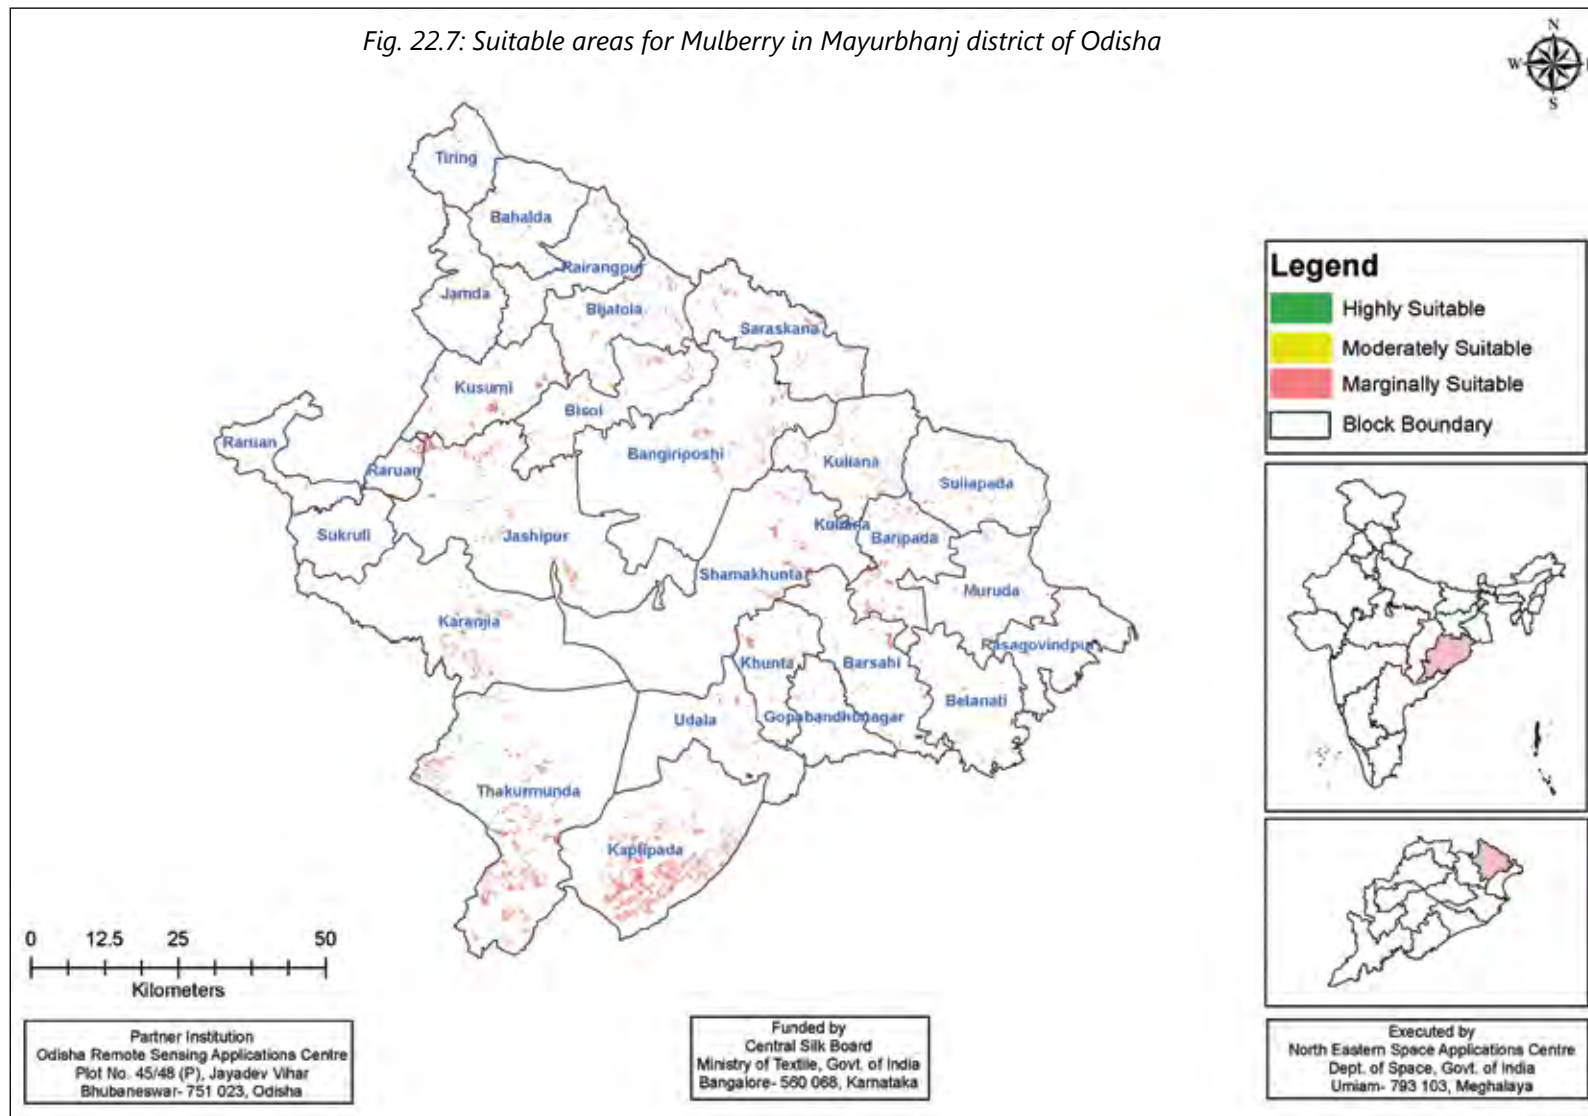 Fig. 22.7: Suitable areas for Mulberry in Mayurbhanj district of Odisha
N
W
S
Tiring
Bahalda
Rairangpur
Jamda
Bijatola
Saraskana
Kusumi
Bisoi
Raruan
Bangiriposhi
Kuliana
Raruan
Suliapada
Sukruli
Jashipur
Kuliana
Baripada
Shamakhunta
Muruda
Karanjia
Rasagovindpur
Khunta
Barsahi
Betanati
Udala
Gopabandhunagar
Thakurmunda
Kaptipada
Legend
Highly Suitable
Moderately Suitable
Marginally Suitable
Block Boundary
0 12.5 25 50
Kilometers
Partner Institution
Odisha Remote Sensing Applications Centre
Plot No. 45/48 (P), Jayadev Vihar
Bhubaneswar- 751 023, Odisha
Funded by
Central Silk Board
Ministry of Textile, Govt. of India
Bangalore- 560 068, Karnataka
Executed by
North Eastern Space Applications Centre
Dept. of Space, Govt. of India
Umiam- 793 103, Meghalaya